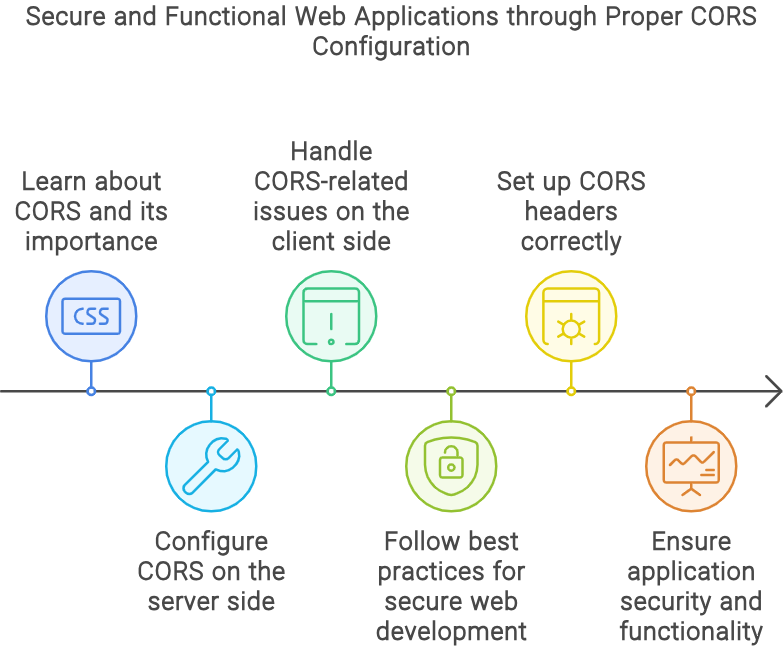 Secure and Functional Web Applications through Proper CORS
Configuration
Learn about
CORS and its
importance
Handle
CORS-related
issues on the
client side
Set up CORS
headers
correctly
CSS
Configure
CORS on the
server side
Follow best
practices for
secure web
development
Ensure
application
security and
functionality